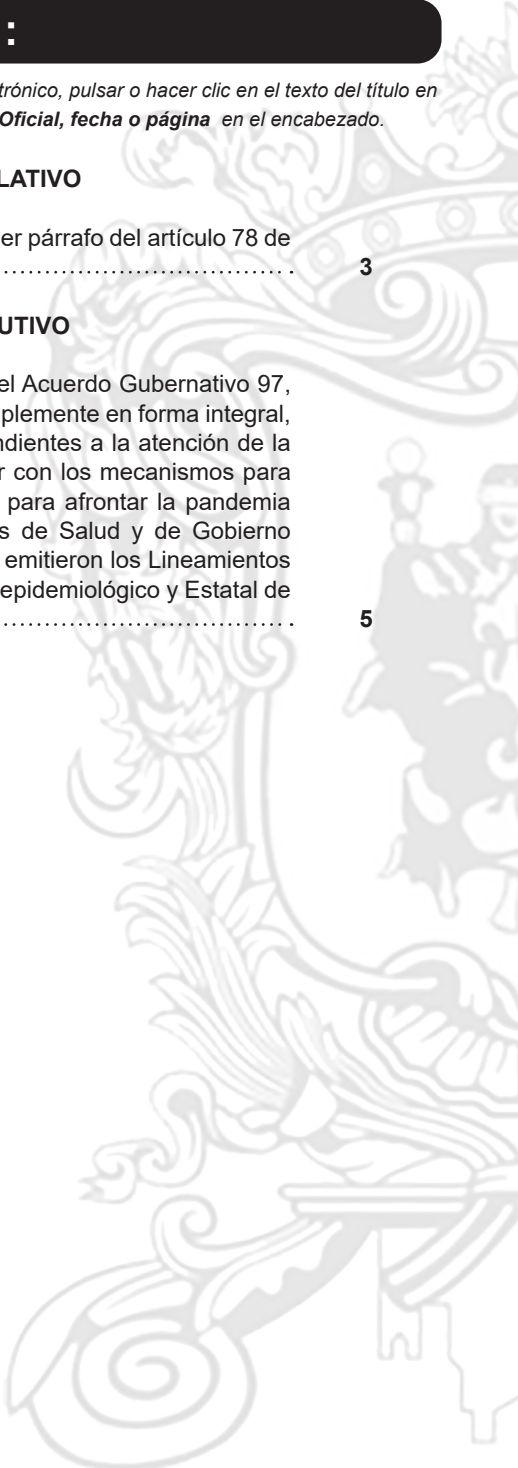 :
trónico, pulsar o hacer clic en el texto del título en
Oficial, fecha o página en el encabezado.
LATIVO
er párrafo del artículo 78 de
................................. 3
UTIVO
el Acuerdo Gubernativo 97,
plemente en forma integral,
ndientes a la atención de la
r con los mecanismos para
para afrontar la pandemia
s de Salud y de Gobierno
emitieron los Lineamientos
epidemiológico y Estatal de
................................. 5